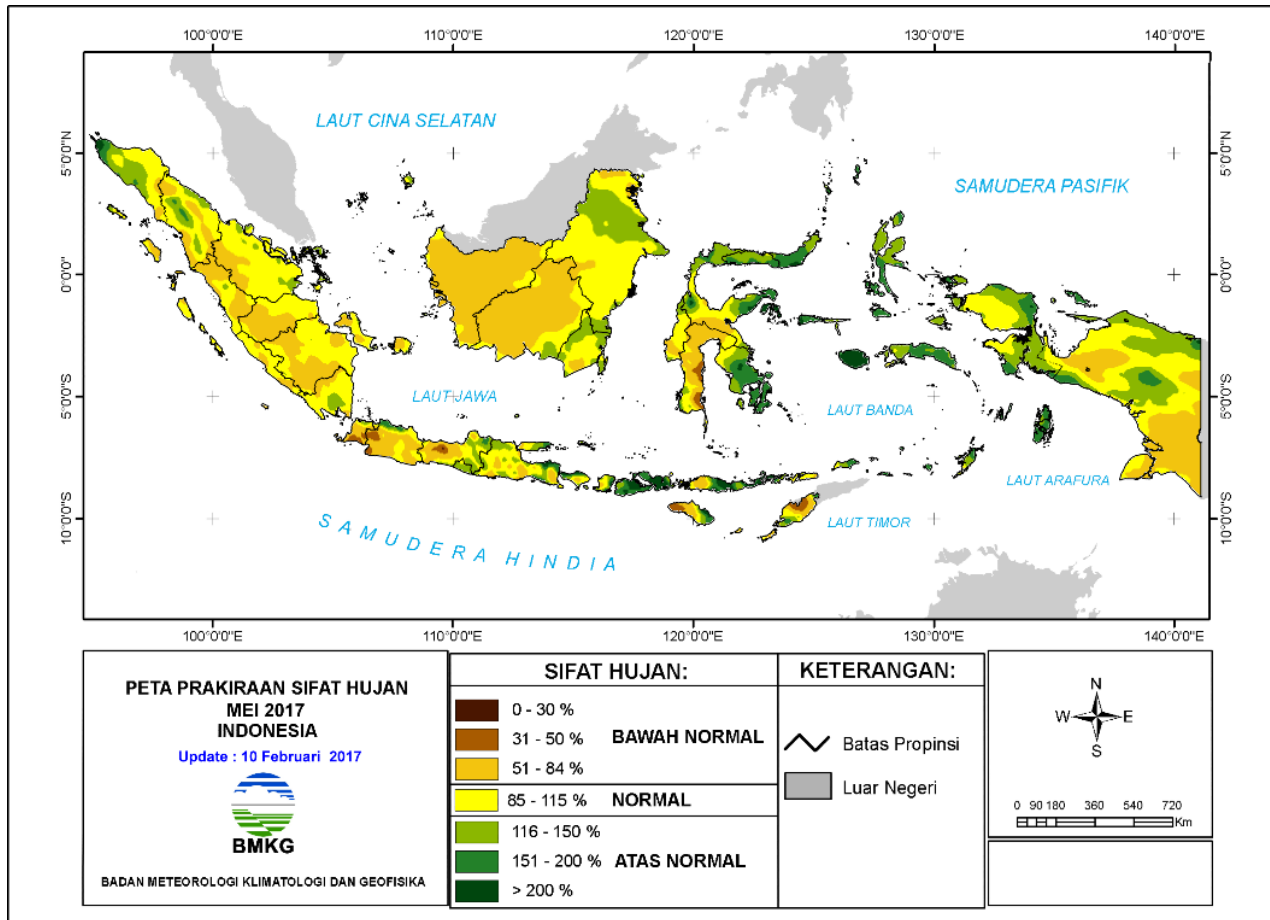 100°0'0"E 110°0'0"E 120°0'0"E 130°0'0"E 140°0'0"E
LAUT CINA SELATAN
5°0'0"N 5°0'0"N
SAMUDERA PASIFIK
0°0'0" 0°0'0"
LAUT JAWA
LAUT BANDA
5°0'0"S 5°0'0"S
LAUT ARAFURA
LAUT TIMOR
10°0'0"S 10°0'0"S
SAMUDERA HINDIA
100°0'0"E 110°0'0"E 120°0'0"E 130°0'0"E 140°0'0"E
PETA PRAKIRAAN SIFAT HUJAN
MEI 2017
INDONESIA
Update : 10 Februari 2017
BMKG
BADAN METEOROLOGI KLIMATOLOGI DAN GEOFISIKA
SIFAT HUJAN:
0 - 30 %
31 - 50 % BAWAH NORMAL
51 - 84 %
85 - 115 % NORMAL
116 - 150 %
151 - 200 % ATAS NORMAL
> 200 %
KETERANGAN:
Batas Propinsi
Luar Negeri
N
W E
S
0 90 180 360 540 720
Km